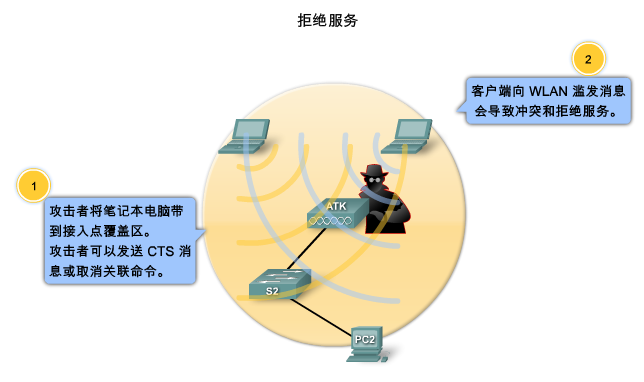 拒绝服务
2
客户端向 WLAN 滥发消息
会导致冲突和拒绝服务。
1
攻击者将笔记本电脑带
到接入点覆盖区。
攻击者可以发送 CTS 消
息或取消关联命令。
ATK
S2
PC2